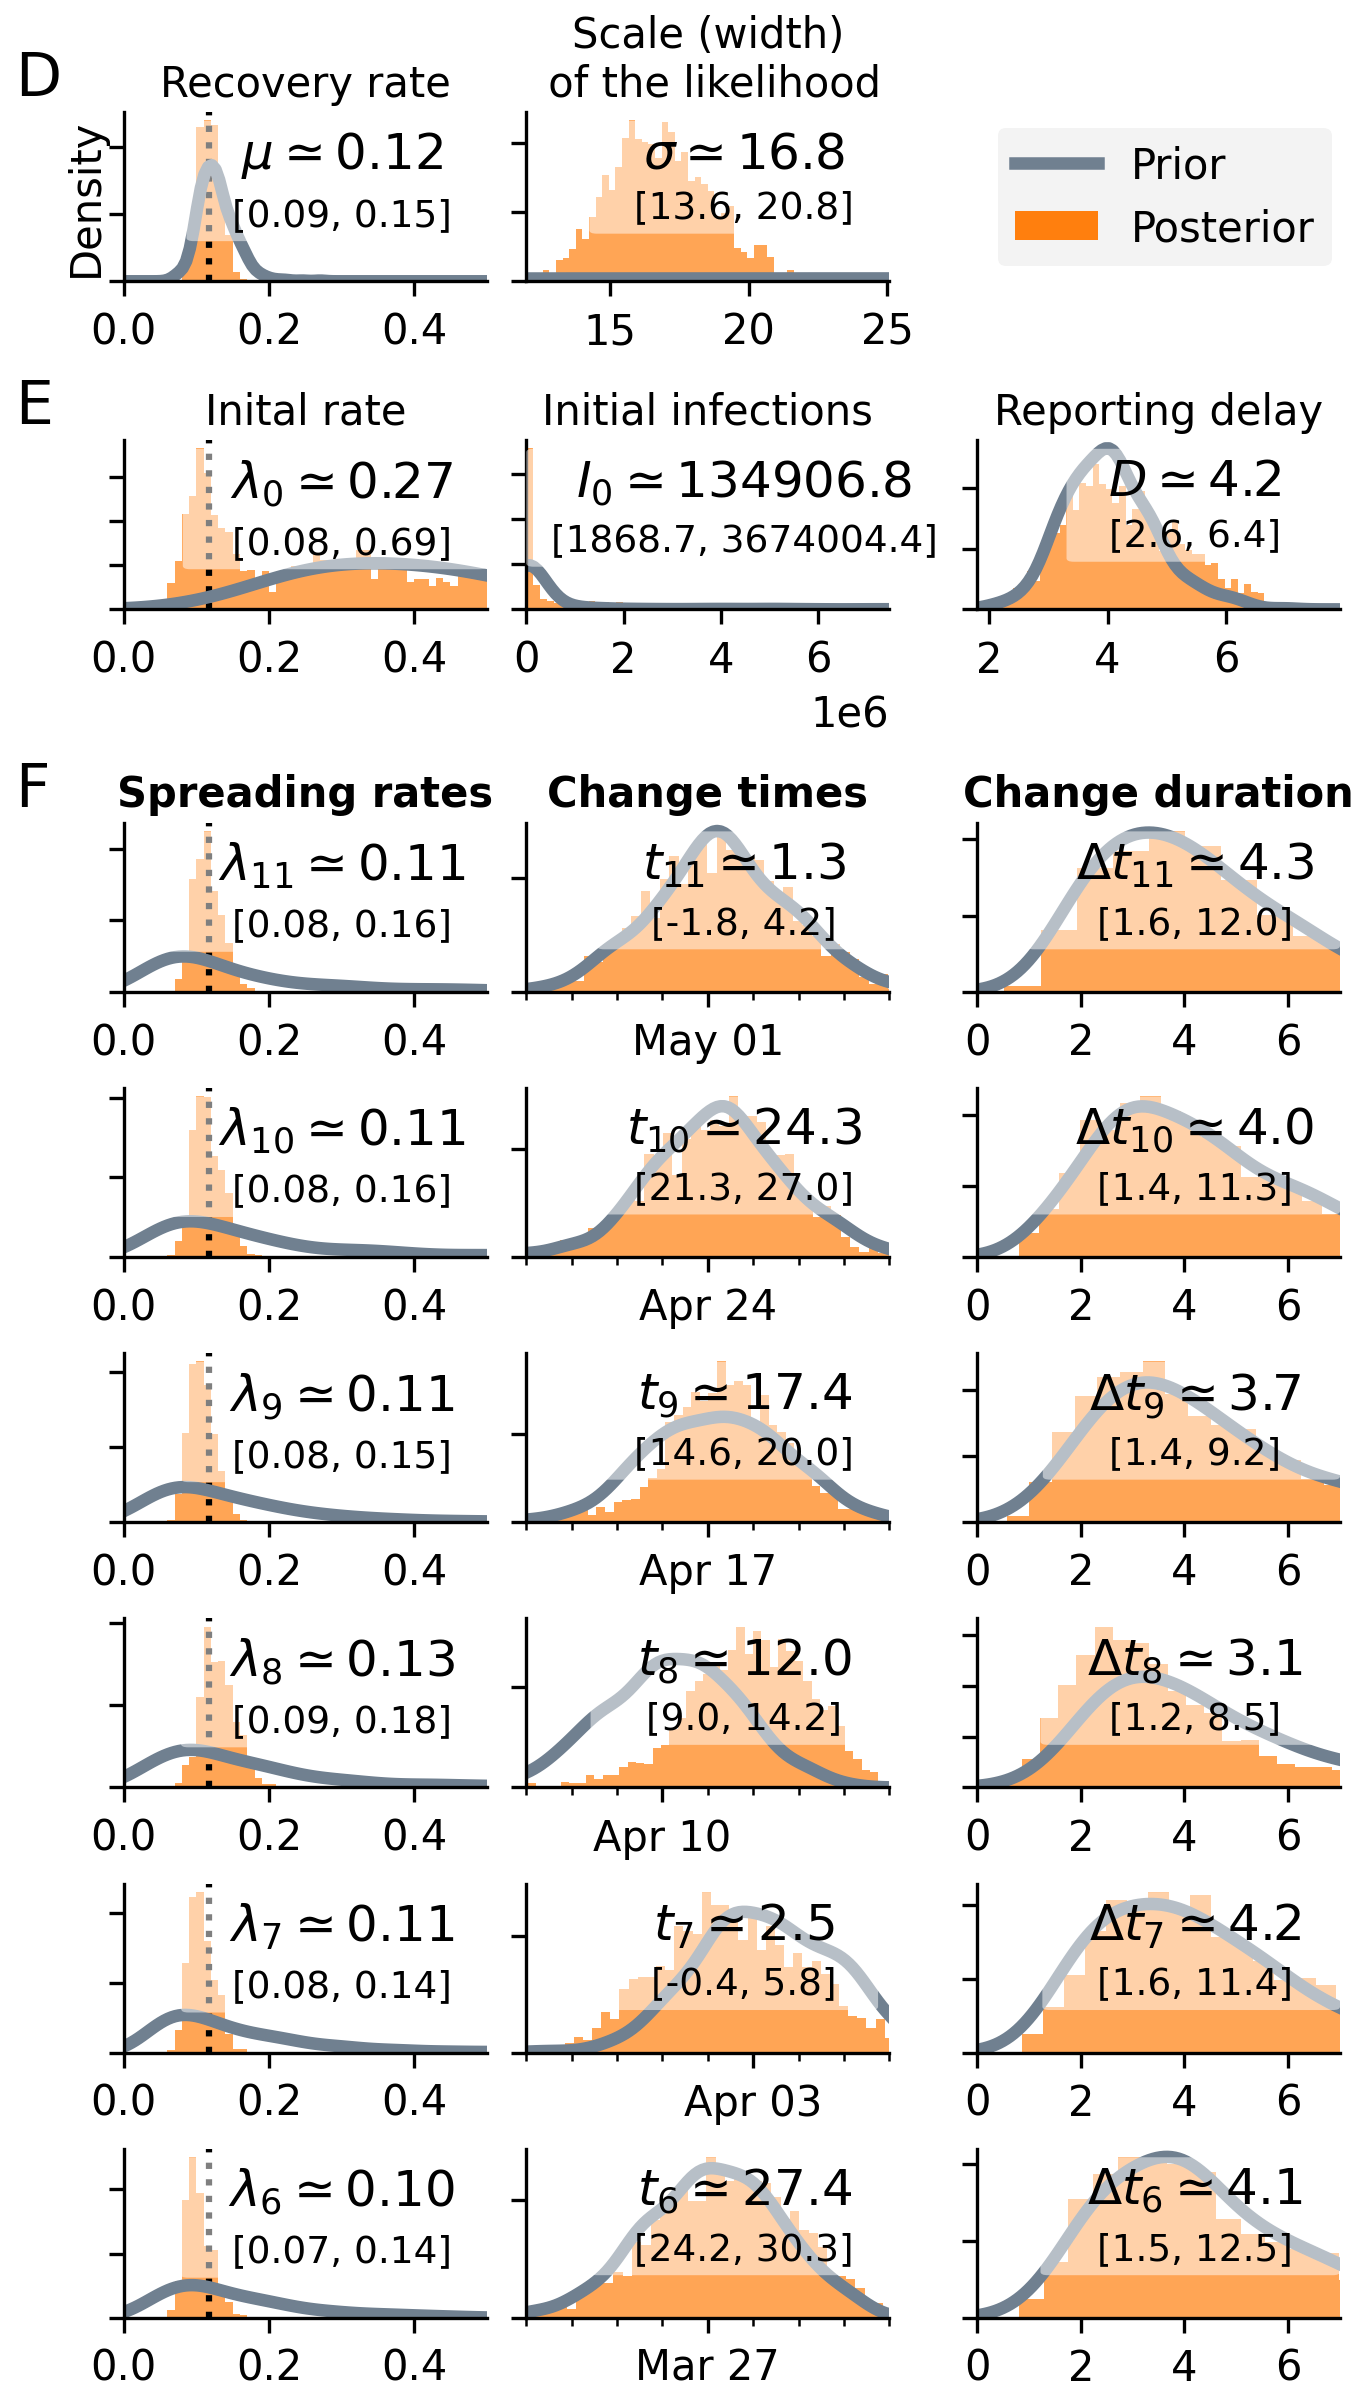 D
Recovery rate
Scale (width)
of the likelihood
Density
μ ≃ 0.12
[0.09, 0.15]
σ ≃ 16.8
[13.6, 20.8]
Prior
Posterior
0.0 0.2 0.4
15 20 25
E
Inital rate
Initial infections
Reporting delay
λ₀ ≃ 0.27
[0.08, 0.69]
I₀ ≃ 134906.8
[1868.7, 3674004.4]
D ≃ 4.2
[2.6, 6.4]
0.0 0.2 0.4
0 2 4 6
1e6
2 4 6
F
Spreading rates
Change times
Change duration
λ₁₁ ≃ 0.11
[0.08, 0.16]
t₁₁ ≃ 1.3
[-1.8, 4.2]
Δt₁₁ ≃ 4.3
[1.6, 12.0]
0.0 0.2 0.4
May 01
0 2 4 6
λ₁₀ ≃ 0.11
[0.08, 0.16]
t₁₀ ≃ 24.3
[21.3, 27.0]
Δt₁₀ ≃ 4.0
[1.4, 11.3]
0.0 0.2 0.4
Apr 24
0 2 4 6
λ₉ ≃ 0.11
[0.08, 0.15]
t₉ ≃ 17.4
[14.6, 20.0]
Δt₉ ≃ 3.7
[1.4, 9.2]
0.0 0.2 0.4
Apr 17
0 2 4 6
λ₈ ≃ 0.13
[0.09, 0.18]
t₈ ≃ 12.0
[9.0, 14.2]
Δt₈ ≃ 3.1
[1.2, 8.5]
0.0 0.2 0.4
Apr 10
0 2 4 6
λ₇ ≃ 0.11
[0.08, 0.14]
t₇ ≃ 2.5
[-0.4, 5.8]
Δt₇ ≃ 4.2
[1.6, 11.4]
0.0 0.2 0.4
Apr 03
0 2 4 6
λ₆ ≃ 0.10
[0.07, 0.14]
t₆ ≃ 27.4
[24.2, 30.3]
Δt₆ ≃ 4.1
[1.5, 12.5]
0.0 0.2 0.4
Mar 27
0 2 4 6